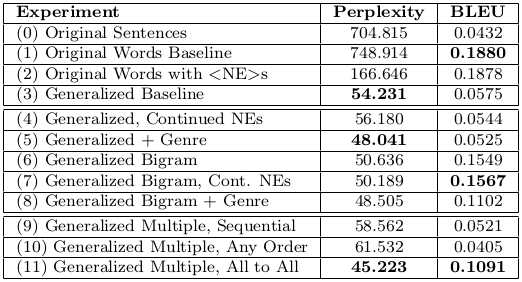 Experiment Perplexity BLEU
(0) Original Sentences 704.815 0.0432
(1) Original Words Baseline 748.914 0.1880
(2) Original Words with <NE>s 166.646 0.1878
(3) Generalized Baseline 54.231 0.0575
(4) Generalized, Continued NEs 56.180 0.0544
(5) Generalized + Genre 48.041 0.0525
(6) Generalized Bigram 50.636 0.1549
(7) Generalized Bigram, Cont. NEs 50.189 0.1567
(8) Generalized Bigram + Genre 48.505 0.1102
(9) Generalized Multiple, Sequential 58.562 0.0521
(10) Generalized Multiple, Any Order 61.532 0.0405
(11) Generalized Multiple, All to All 45.223 0.1091